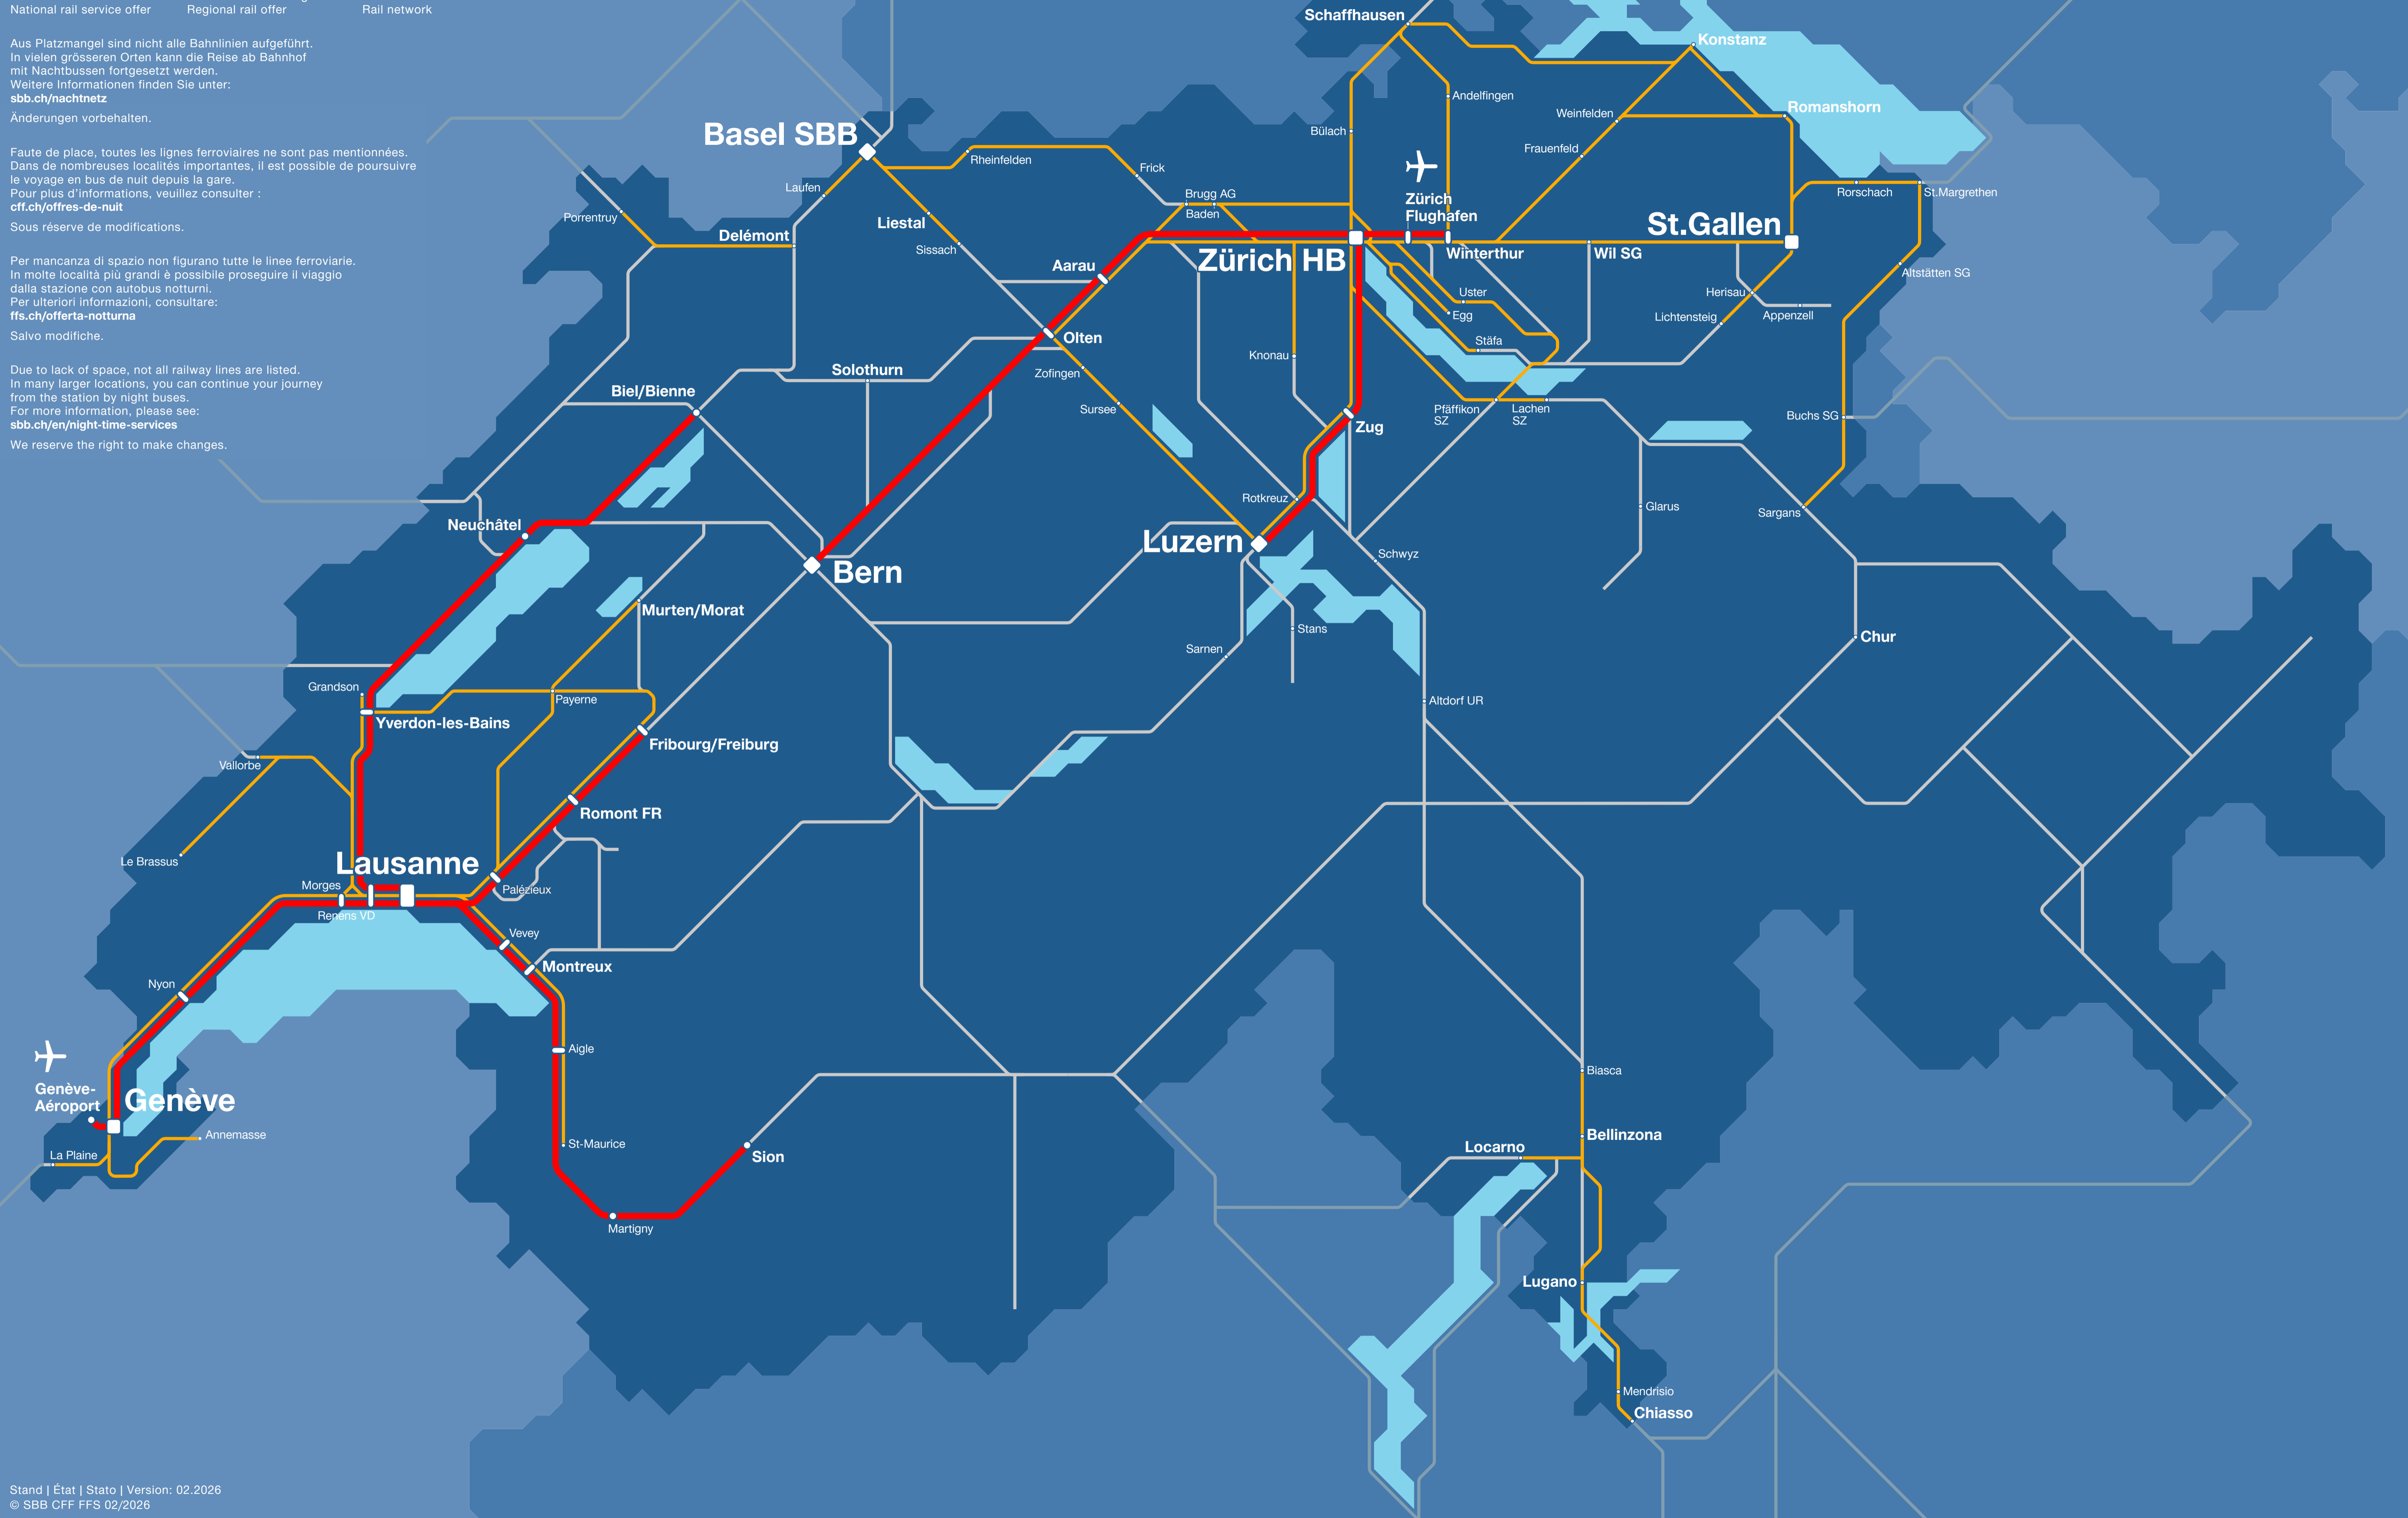 National rail service offer
Regional rail offer
Rail network
Aus Platzmangel sind nicht alle Bahnlinien aufgeführt.
In vielen grösseren Orten kann die Reise ab Bahnhof
mit Nachtbussen fortgesetzt werden.
Weitere Informationen finden Sie unter:
sbb.ch/nachtnetz
Änderungen vorbehalten.
Faute de place, toutes les lignes ferroviaires ne sont pas mentionnées.
Dans de nombreuses localités importantes, il est possible de poursuivre
le voyage en bus de nuit depuis la gare.
Pour plus d'informations, veuillez consulter :
cff.ch/offres-de-nuit
Sous réserve de modifications.
Per mancanza di spazio non figurano tutte le linee ferroviarie.
In molte località più grandi è possibile proseguire il viaggio
dalla stazione con autobus notturni.
Per ulteriori informazioni, consultare:
ffs.ch/offerta-notturna
Salvo modifiche.
Due to lack of space, not all railway lines are listed.
In many larger locations, you can continue your journey
from the station by night buses.
For more information, please see:
sbb.ch/en/night-time-services
We reserve the right to make changes.
Schaffhausen
Konstanz
Andelfingen
Romanshorn
Weinfelden
Bülach
Basel SBB
Frauenfeld
Rheinfelden
Frick
Laufen
Brugg AG
Baden
Zürich
Flughafen
Rorschach
St.Margrethen
Porrentruy
Liestal
St.Gallen
Delémont
Sissach
Zürich HB
Winterthur
Wil SG
Aarau
Altstätten SG
Uster
Herisau
Egg
Appenzell
Lichtensteig
Olten
Stäfa
Knonau
Solothurn
Zofingen
Biel/Bienne
Sursee
Pfäffikon
SZ
Lachen
SZ
Buchs SG
Zug
Rotkreuz
Glarus
Sargans
Neuchâtel
Luzern
Schwyz
Bern
Murten/Morat
Stans
Chur
Sarnen
Grandson
Payerne
Altdorf UR
Yverdon-les-Bains
Fribourg/Freiburg
Vallorbe
Romont FR
Le Brassus
Lausanne
Morges
Palézieux
Renens VD
Vevey
Montreux
Nyon
Aigle
Biasca
Genève-
Aéroport
Genève
Annemasse
Bellinzona
St-Maurice
Locarno
La Plaine
Sion
Martigny
Lugano
Mendrisio
Chiasso
Stand | État | Stato | Version: 02.2026
© SBB CFF FFS 02/2026